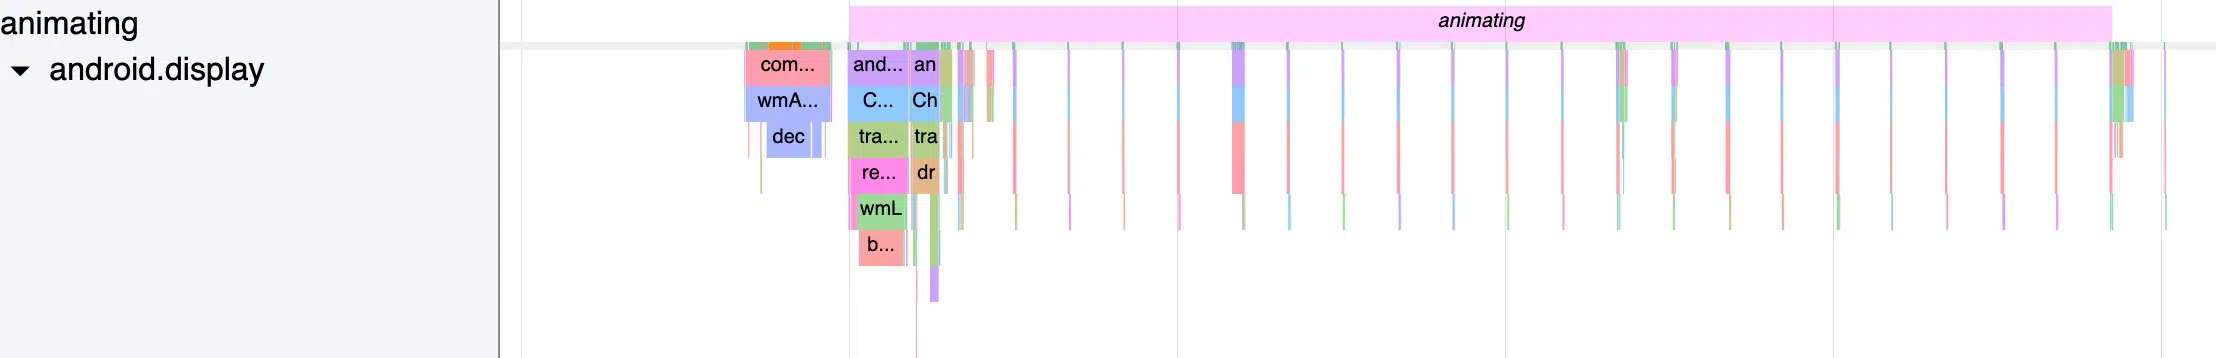 animating
animating
android.display
com...
and...
an
wmA...
C...
Ch
dec
tra...
tra
re...
dr
wmL
b...